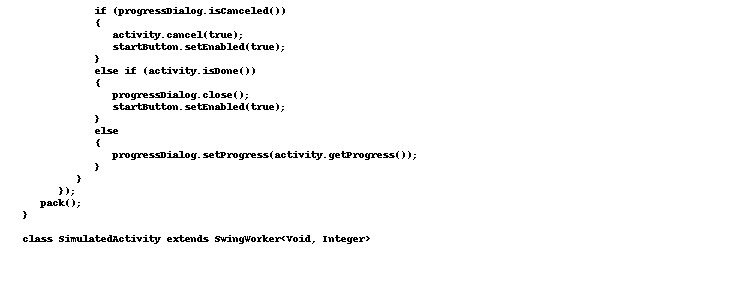 if (progressDialog.isCanceled())
{
activity.cancel(true);
startButton.setEnabled(true);
}
else if (activity.isDone())
{
progressDialog.close();
startButton.setEnabled(true);
}
else
{
progressDialog.setProgress(activity.getProgress());
}
}
});
pack();
}
class SimulatedActivity extends SwingWorker<Void, Integer>